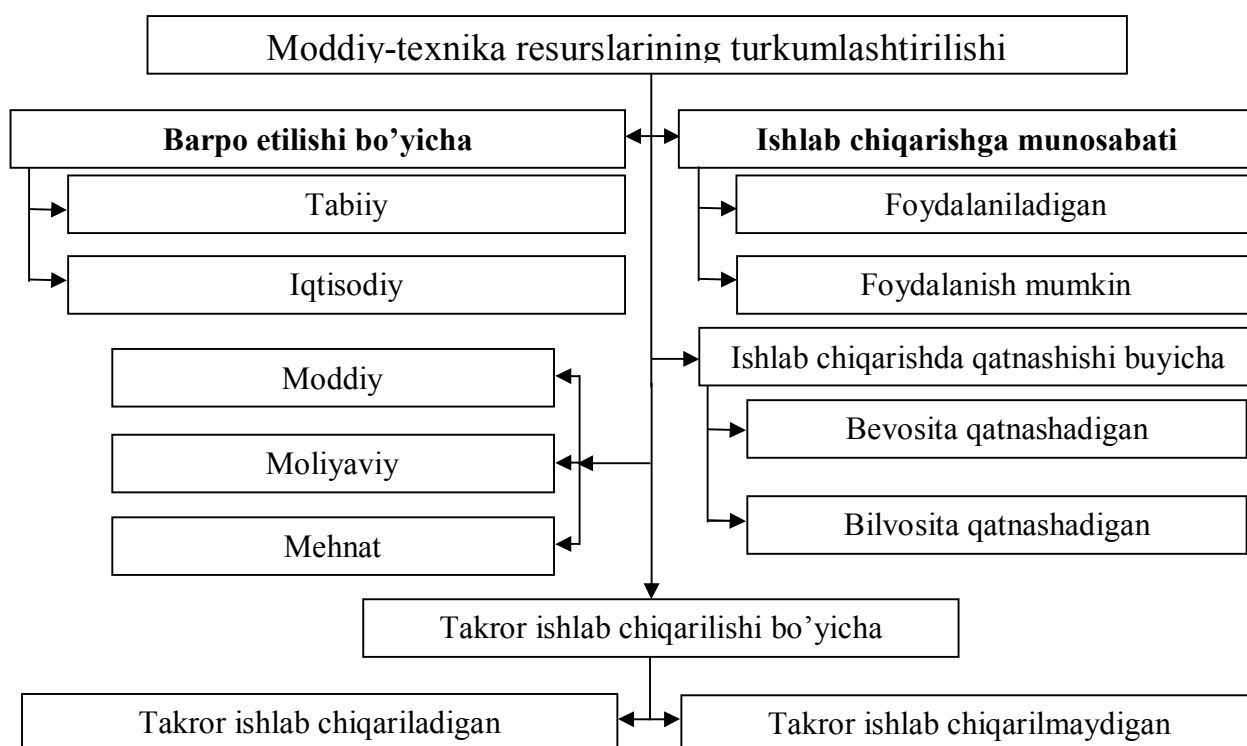 Moddiy-texnika resurslarining turkumlashtirilishi
Barpo etilishi bo’yicha
Ishlab chiqarishga munosabati
Tabiiy
Foydalaniladigan
Iqtisodiy
Foydalanish mumkin
Ishlab chiqarishda qatnashishi buyicha
Moddiy
Bevosita qatnashadigan
Moliyaviy
Bilvosita qatnashadigan
Mehnat
Takror ishlab chiqarilishi bo’yicha
Takror ishlab chiqariladigan
Takror ishlab chiqarilmaydigan